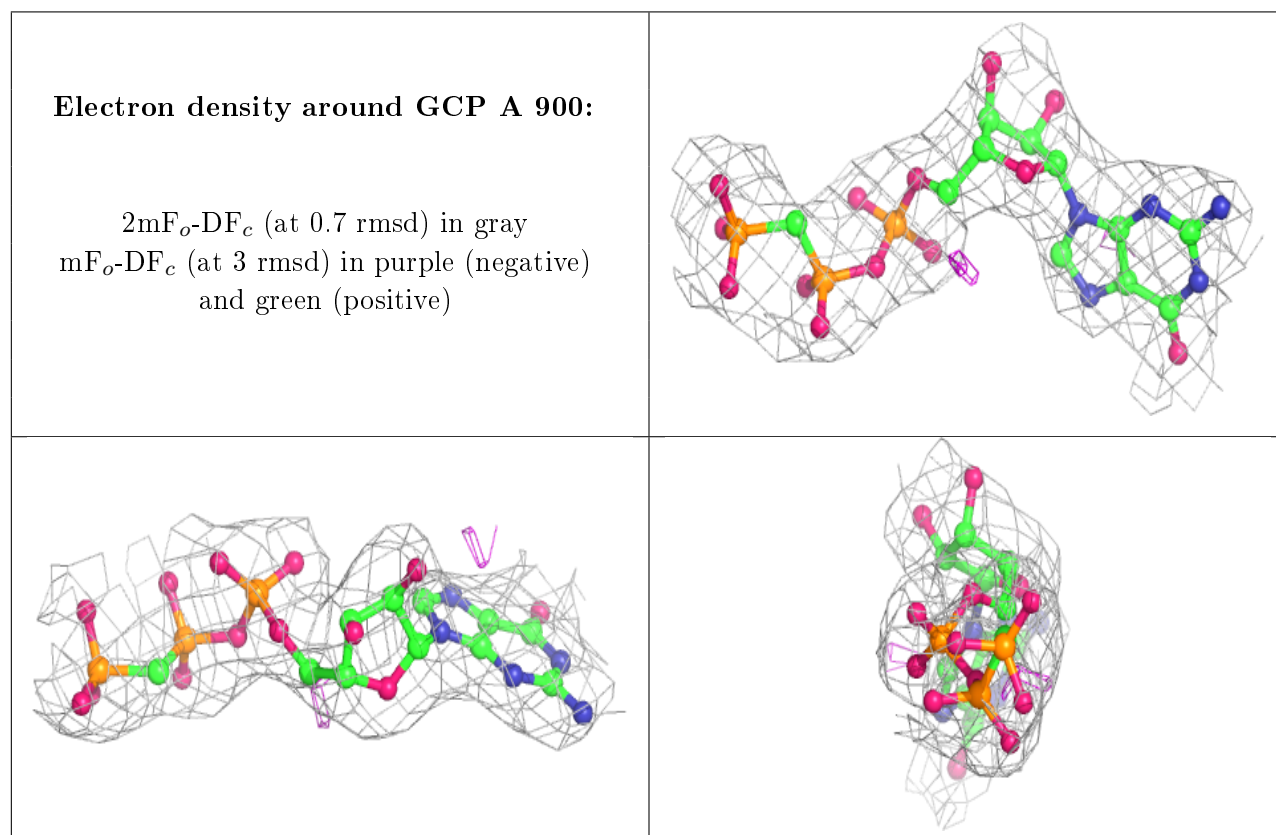 Electron density around GCP A 900:
2mFo-DFc (at 0.7 rmsd) in gray
mFo-DFc (at 3 rmsd) in purple (negative)
and green (positive)